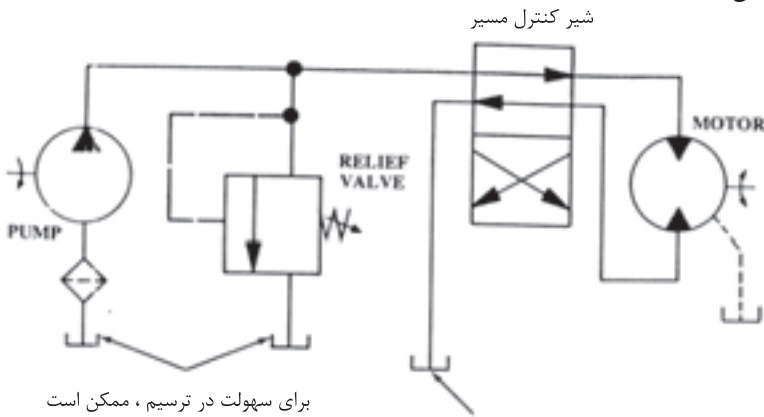 شیر کنترل مسیر
MOTOR
RELIEF
VALVE
PUMP
برای سهولت در ترسیم ، ممکن است